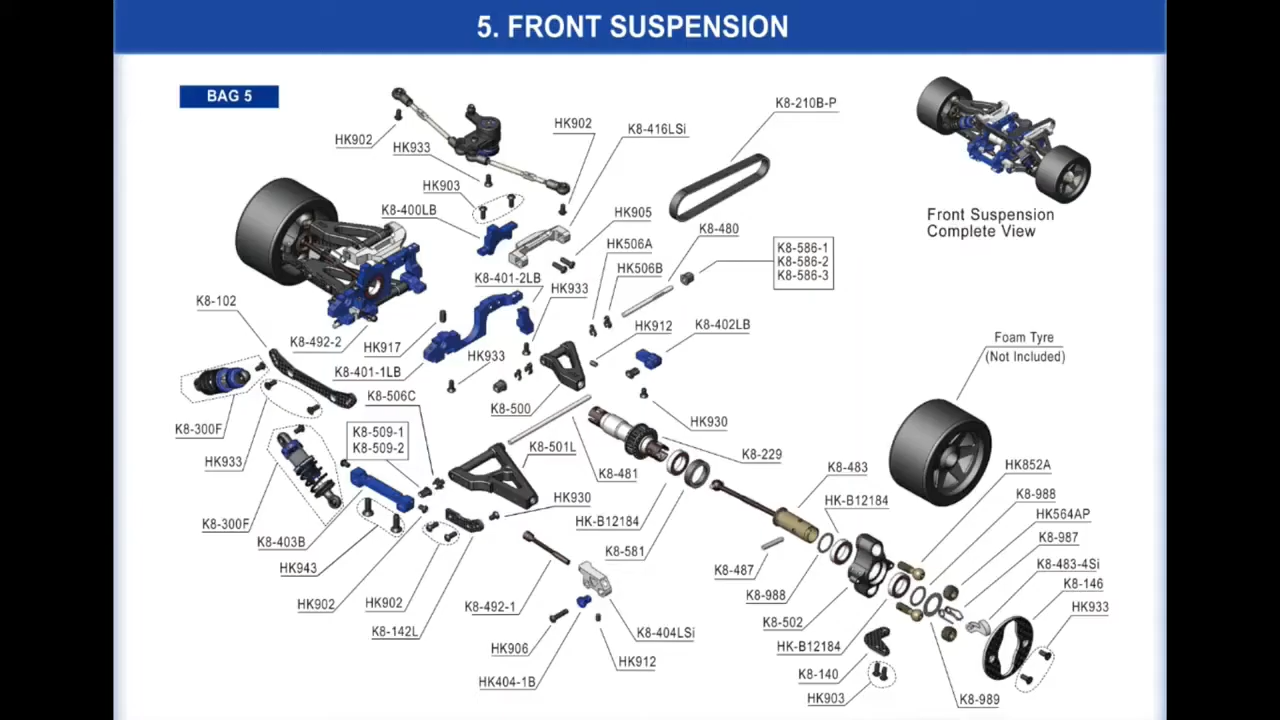 5. FRONT SUSPENSION
BAG 5
K8-210B-P
HK902
K8-416LSi
HK902
HK933
HK903
K8-400LB
HK905
K8-480
HK506A
K8-586-1
K8-586-2
K8-586-3
HK506B
K8-401-2LB
HK933
Front Suspension
Complete View
K8-102
HK912
K8-402LB
K8-492-2
HK917
HK933
K8-401-1LB
Foam Tyre
(Not Included)
K8-506C
K8-500
HK930
K8-300F
K8-509-1
K8-509-2
K8-501L
K8-229
HK933
K8-481
K8-483
HK852A
HK930
HK-B12184
K8-988
K8-300F
HK-B12184
HK564AP
K8-403B
K8-581
K8-987
HK943
K8-487
K8-483-4Si
K8-988
K8-146
HK902
HK902
K8-492-1
HK933
K8-142L
K8-404LSi
K8-502
HK906
HK-B12184
HK912
K8-140
HK404-1B
HK903
K8-989